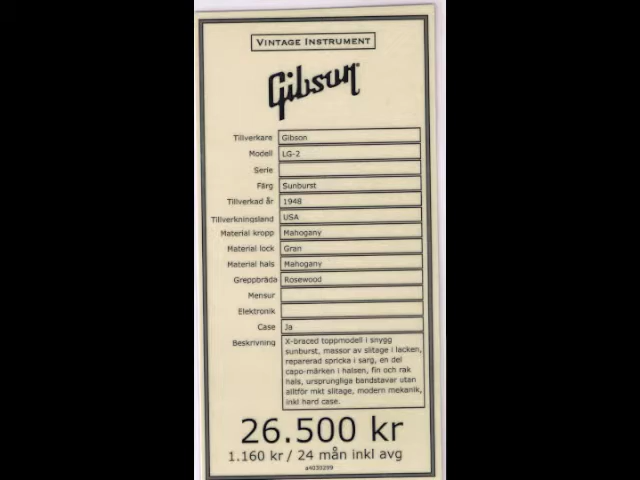 VINTAGE INSTRUMENT
Gibson
Tillverkare Gibson
Modell LG-2
Serie
Färg Sunburst
Tillverkad år 1948
Tillverkningsland USA
Material kropp Mahogany
Material lock Gran
Material hals Mahogany
Greppbräda Rosewood
Mensur
Elektronik
Case Ja
Beskrivning X-braced toppmodell i snygg
sunburst, massor av slitage i lacken,
reparerad spricka i sarg, en del
capo-märken i halsen, fin och rak
hals, ursprungliga bandstavar utan
alltför mkt slitage, modern mekanik,
inkl hard case.
26.500 kr
1.160 kr / 24 mån inkl avg
a4030299